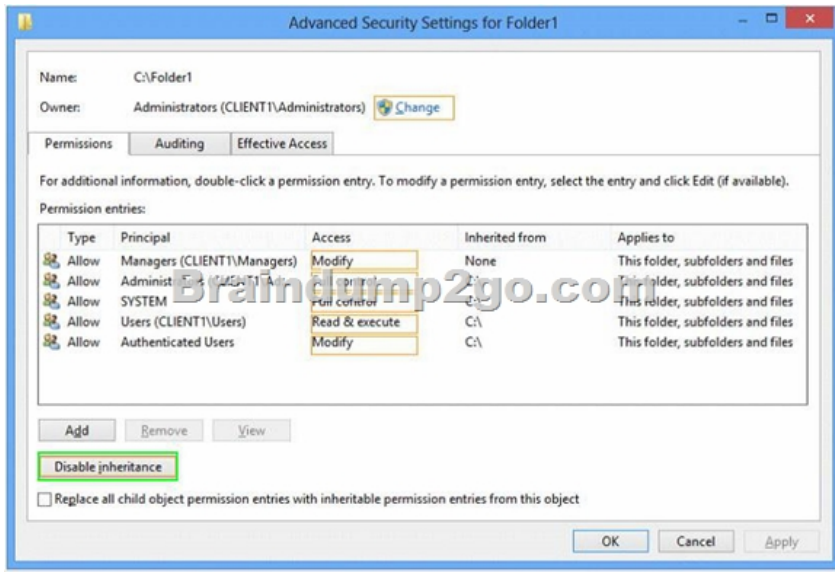 Advanced Security Settings for Folder1
Name: C:\Folder1
Owner: Administrators (CLIENT1\Administrators) Change
Permissions Auditing Effective Access
For additional information, double-click a permission entry. To modify a permission entry, select the entry and click Edit (if available).
Permission entries:
Type Principal Access Inherited from Applies to
Allow Managers (CLIENT1\Managers) Modify None This folder, subfolders and files
Allow control This folder, subfolders and files
Allow SYSTEM Full control This folder, subfolders and files
Braindump2go.com
Allow Users (CLIENT1\Users) Read & execute C:\ This folder, subfolders and files
Allow Authenticated Users Modify C:\ This folder, subfolders and files
Add Remove View
Disable inheritance
Replace all child object permission entries with inheritable permission entries from this object
OK Cancel Apply